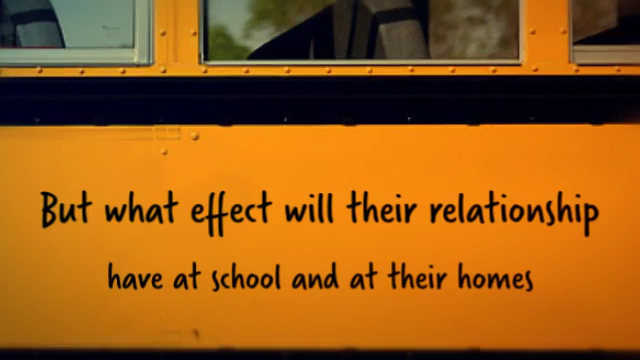 But what effect will their relationship
have at school and at their homes